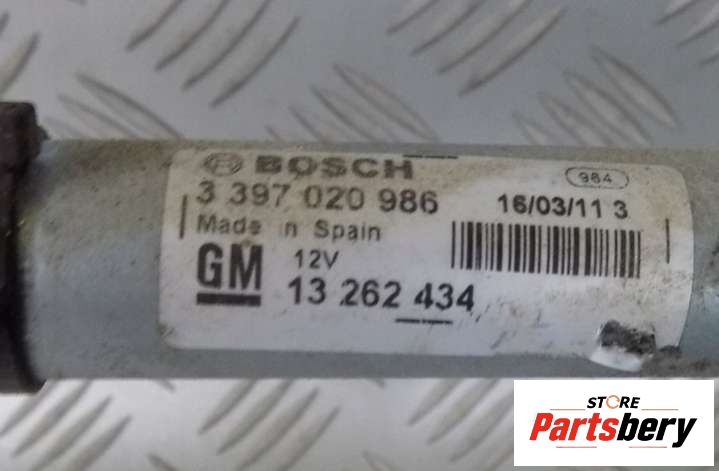 BOSCH
984
3 397 020 986
16/03/11 3
Made in Spain
GM
12V
13 262 434
STORE
Partsbery